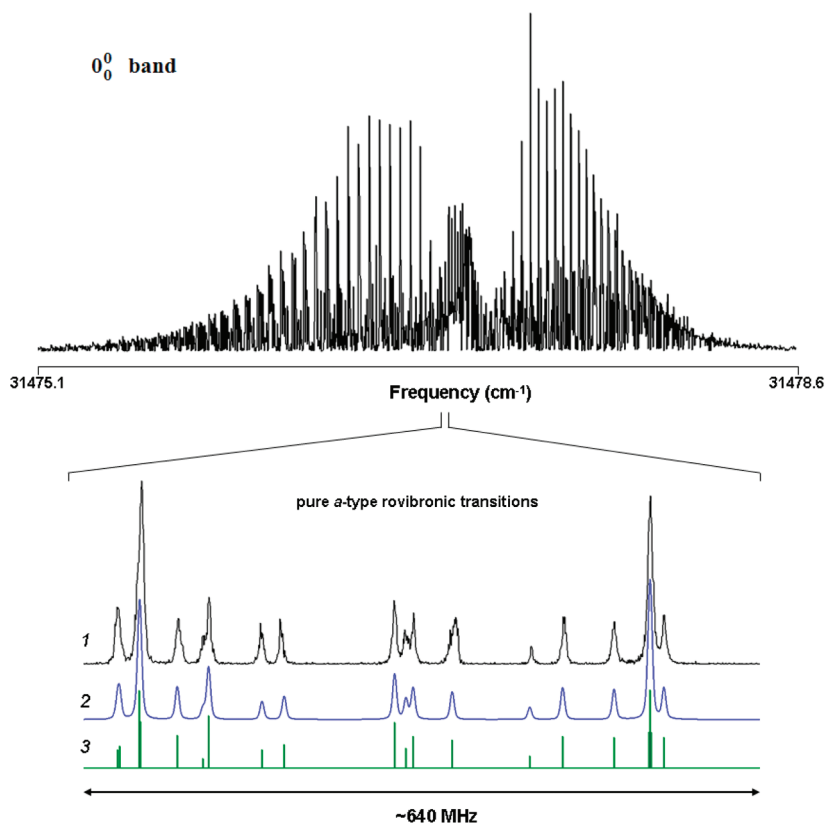 0⁰₀ band
31475.1
31478.6
Frequency (cm⁻¹)
pure a-type rovibronic transitions
1
2
3
~640 MHz